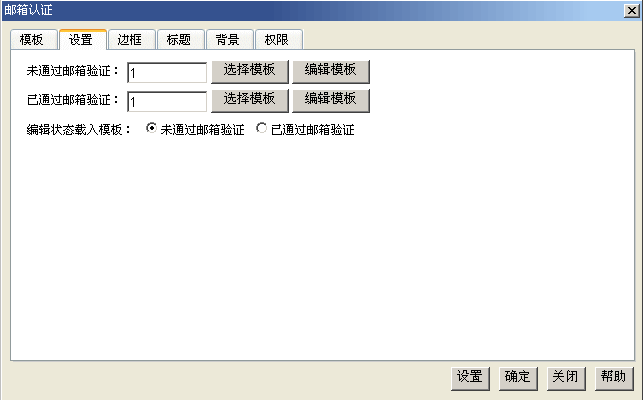 邮箱认证
模板 设置 边框 标题 背景 权限
未通过邮箱验证： 1 选择模板 编辑模板
已通过邮箱验证： 1 选择模板 编辑模板
编辑状态载入模板： 未通过邮箱验证 已通过邮箱验证
设置 确定 关闭 帮助